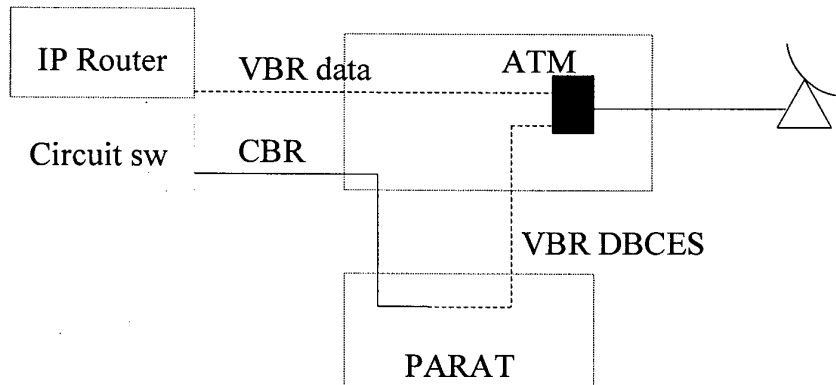 IP Router
VBR data
ATM
Circuit sw
CBR
VBR DBCES
PARAT